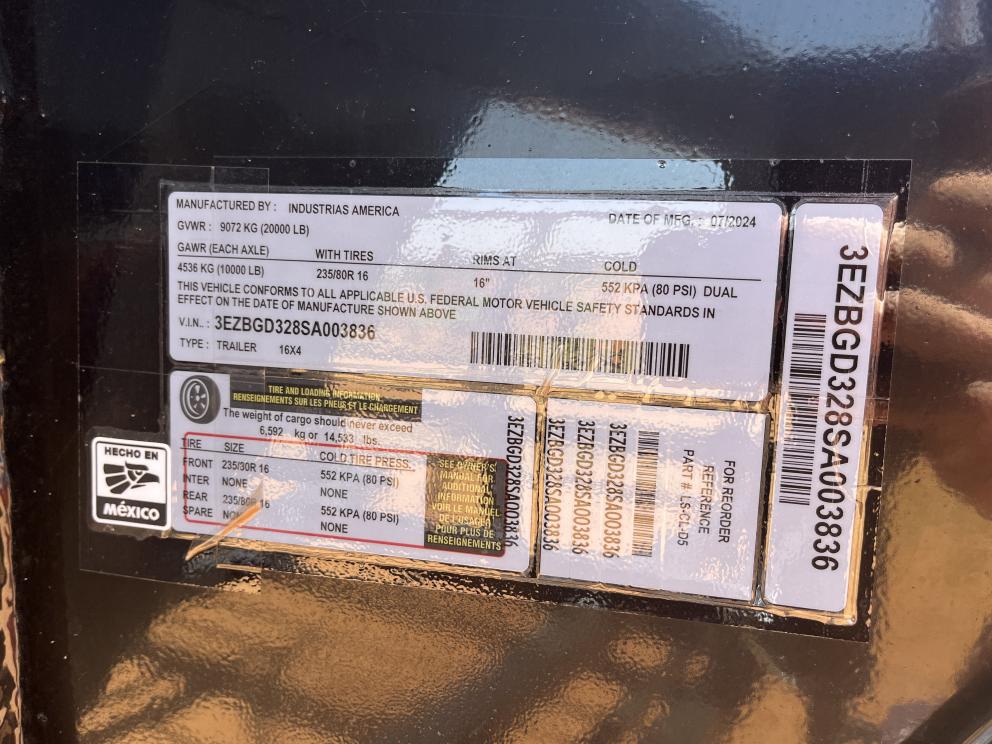 MANUFACTURED BY : INDUSTRIAS AMERICA
DATE OF MFG. : 07/2024
GVWR : 9072 KG (20000 LB)
GAWR (EACH AXLE) WITH TIRES RIMS AT COLD
4536 KG (10000 LB) 235/80R 16 16" 552 KPA (80 PSI) DUAL
THIS VEHICLE CONFORMS TO ALL APPLICABLE U.S. FEDERAL MOTOR VEHICLE SAFETY STANDARDS IN
EFFECT ON THE DATE OF MANUFACTURE SHOWN ABOVE
V.I.N.. : 3EZBGD328SA003836
TYPE : TRAILER 16X4
3EZBGD328SA003836
TIRE AND LOADING INFORMATION
RENSEIGNEMENTS SUR LES PNEUS ET LE CHARGEMENT
The weight of cargo should never exceed
6,592 kg or 14,533 lbs.
TIRE SIZE COLD TIRE PRESS.
FRONT 235/80R 16 552 KPA (80 PSI)
INTER NONE NONE
REAR 235/80R 16 552 KPA (80 PSI)
SPARE NONE NONE
SEE OWNER'S
MANUAL FOR
ADDITIONAL
INFORMATION
VOIR LE MANUEL
DE L'USAGER
POUR PLUS DE
RENSEIGNEMENTS
3EZBGD328SA003836
3EZBGD328SA003836
3EZBGD328SA003836
3EZBGD328SA003836
FOR REORDER
REFERENCE
PART # LS-CL-D5
HECHO EN
MÉXICO